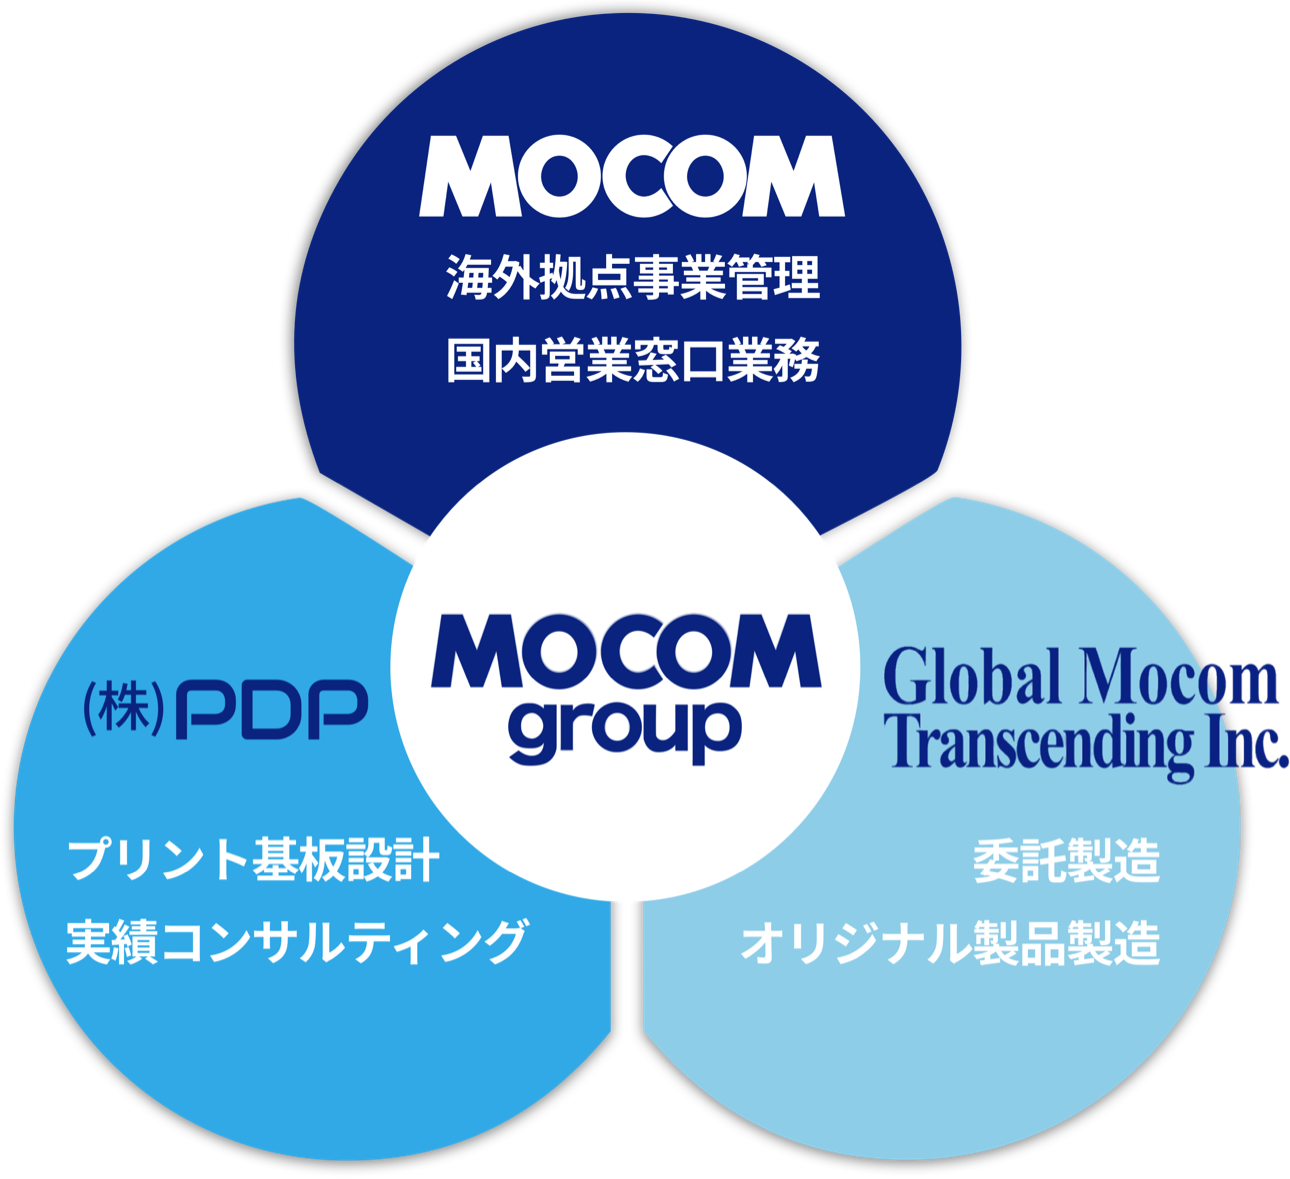 MOCOM
海外拠点事業管理
国内営業窓口業務
MOCOM
group
(株)PDP
プリント基板設計
実績コンサルティング
Global Mocom
Transcending Inc.
委託製造
オリジナル製品製造